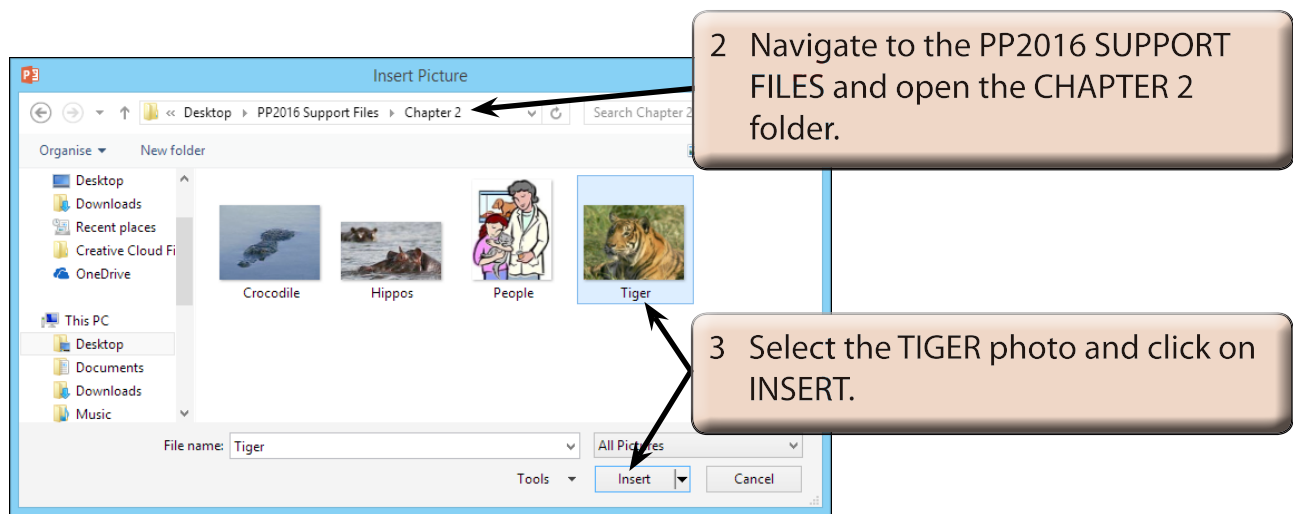 2 Navigate to the PP2016 SUPPORT
FILES and open the CHAPTER 2
folder.
Insert Picture
« Desktop PP2016 Support Files Chapter 2
Search Chapter 2
Organise New folder
Desktop
Downloads
Recent places
Creative Cloud Fi
OneDrive
This PC
Desktop
Documents
Downloads
Music
Crocodile Hippos People Tiger
3 Select the TIGER photo and click on
INSERT.
File name: Tiger All Pictures
Tools Insert Cancel